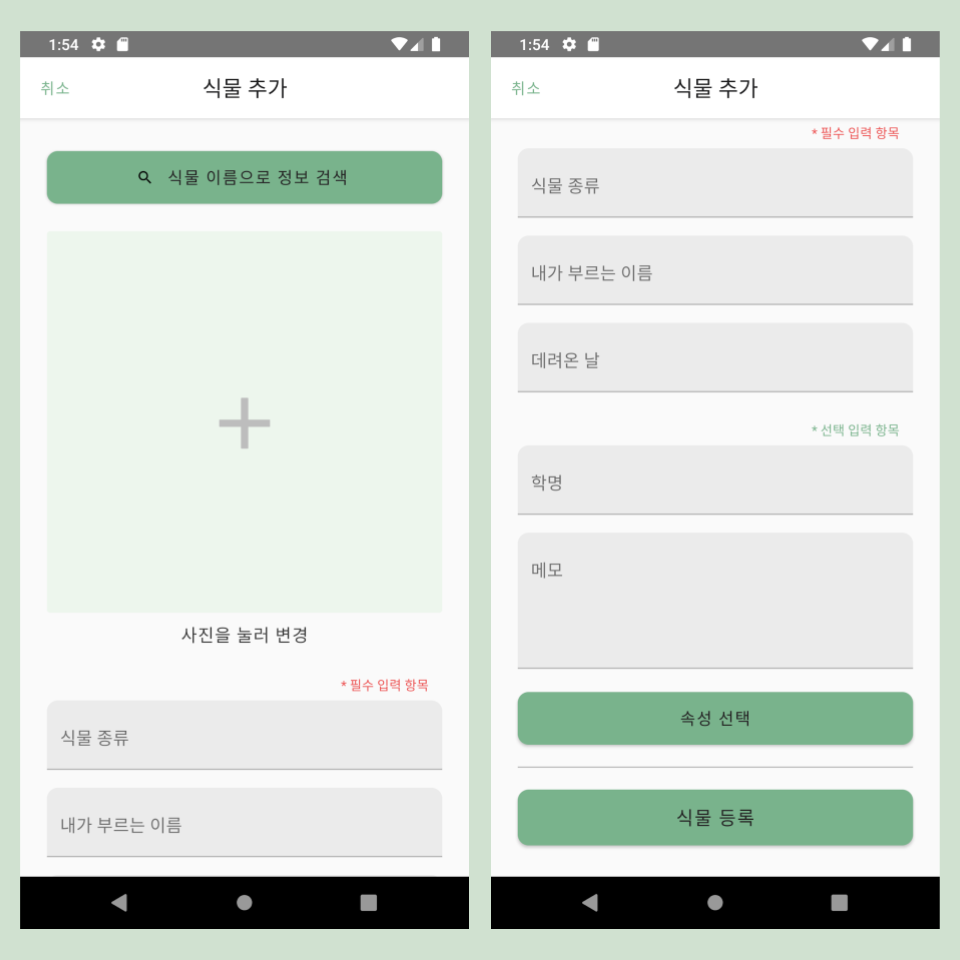 1:54
취소
식물 추가
식물 이름으로 정보 검색
사진을 눌러 변경
* 필수 입력 항목
식물 종류
내가 부르는 이름
1:54
취소
식물 추가
* 필수 입력 항목
식물 종류
내가 부르는 이름
데려온 날
* 선택 입력 항목
학명
메모
속성 선택
식물 등록